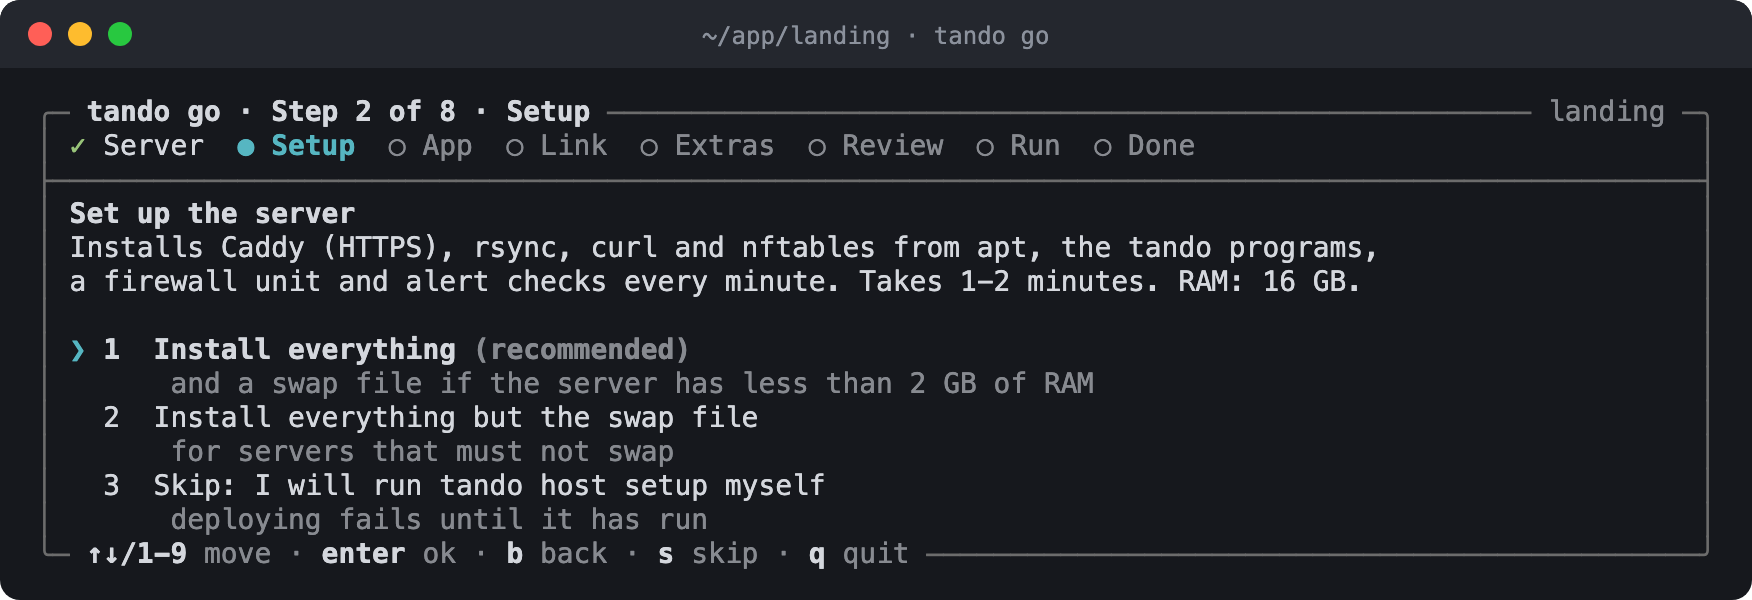 ~/app/landing · tando go
tando go · Step 2 of 8 · Setup landing
✓ Server ● Setup ○ App ○ Link ○ Extras ○ Review ○ Run ○ Done
Set up the server
Installs Caddy (HTTPS), rsync, curl and nftables from apt, the tando programs,
a firewall unit and alert checks every minute. Takes 1–2 minutes. RAM: 16 GB.
❯ 1 Install everything (recommended)
and a swap file if the server has less than 2 GB of RAM
2 Install everything but the swap file
for servers that must not swap
3 Skip: I will run tando host setup myself
deploying fails until it has run
↑↓/1–9 move · enter ok · b back · s skip · q quit